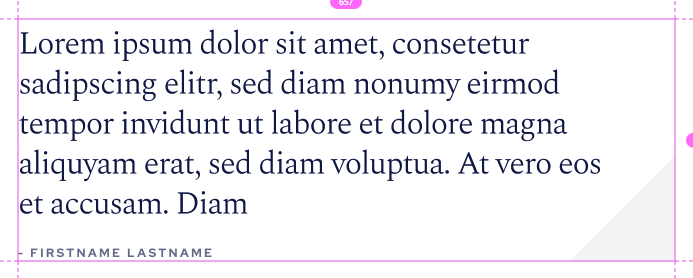 657
Lorem ipsum dolor sit amet, consetetur
sadipscing elitr, sed diam nonumy eirmod
tempor invidunt ut labore et dolore magna
aliquyam erat, sed diam voluptua. At vero eos
et accusam. Diam
- FIRSTNAME LASTNAME